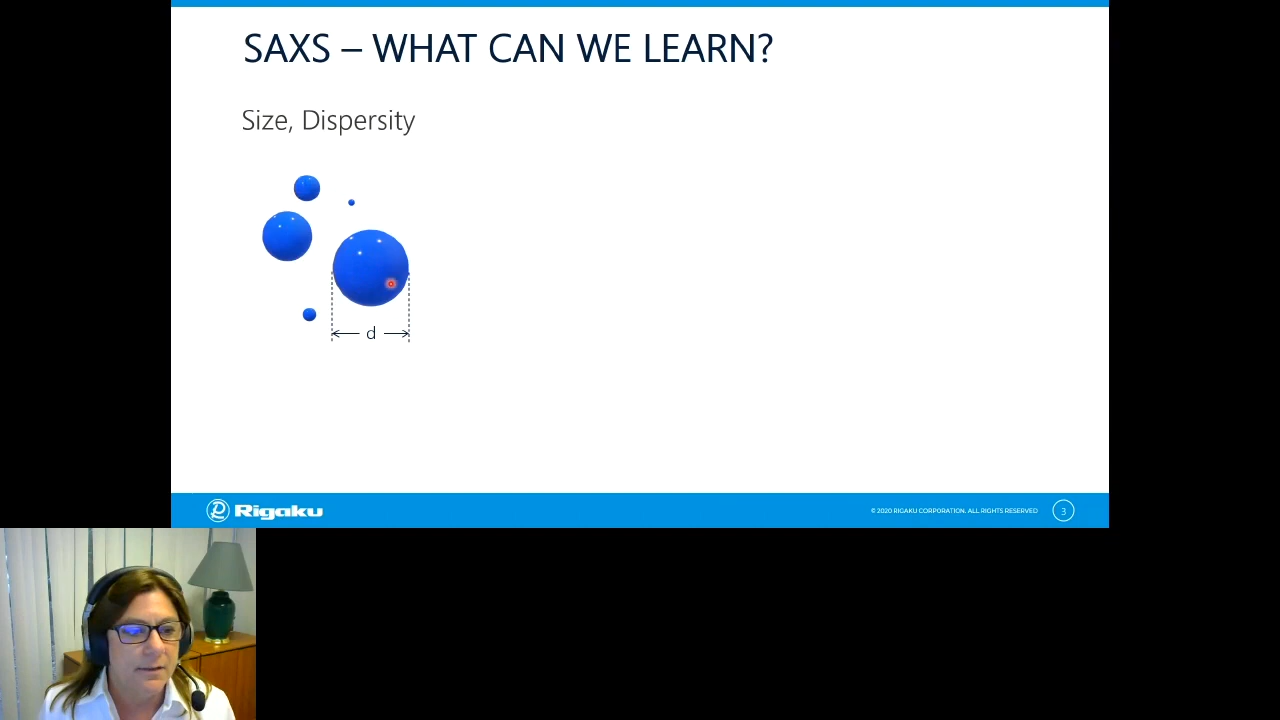 SAXS – WHAT CAN WE LEARN?
Size, Dispersity
d
Rigaku
© 2020 RIGAKU CORPORATION. ALL RIGHTS RESERVED
3